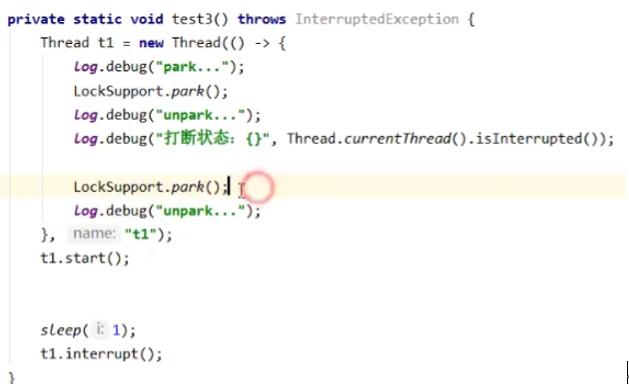 private static void test3() throws InterruptedException {
Thread t1 = new Thread(() -> {
log.debug("park...");
LockSupport.park();
log.debug("unpark...");
log.debug("打断状态：{}", Thread.currentThread().isInterrupted());
LockSupport.park();
log.debug("unpark...");
}, name: "t1");
t1.start();
sleep( i: 1);
t1.interrupt();
}